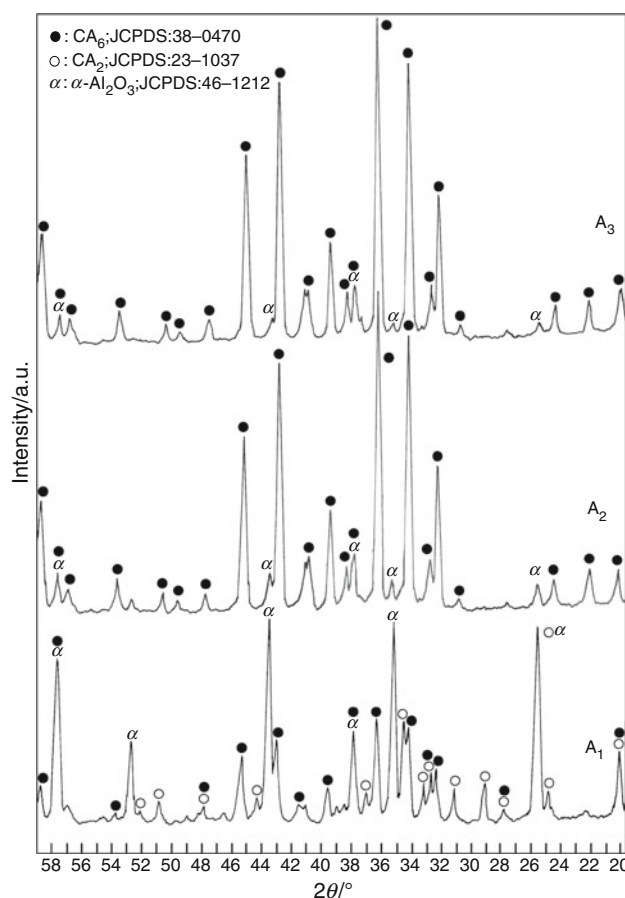 ● : CA₆;JCPDS:38–0470
○ : CA₂;JCPDS:23–1037
α : α-Al₂O₃;JCPDS:46–1212
A₃
A₂
A₁
Intensity/a.u.
58 56 54 52 50 48 46 44 42 40 38 36 34 32 30 28 26 24 22 20
2θ/°